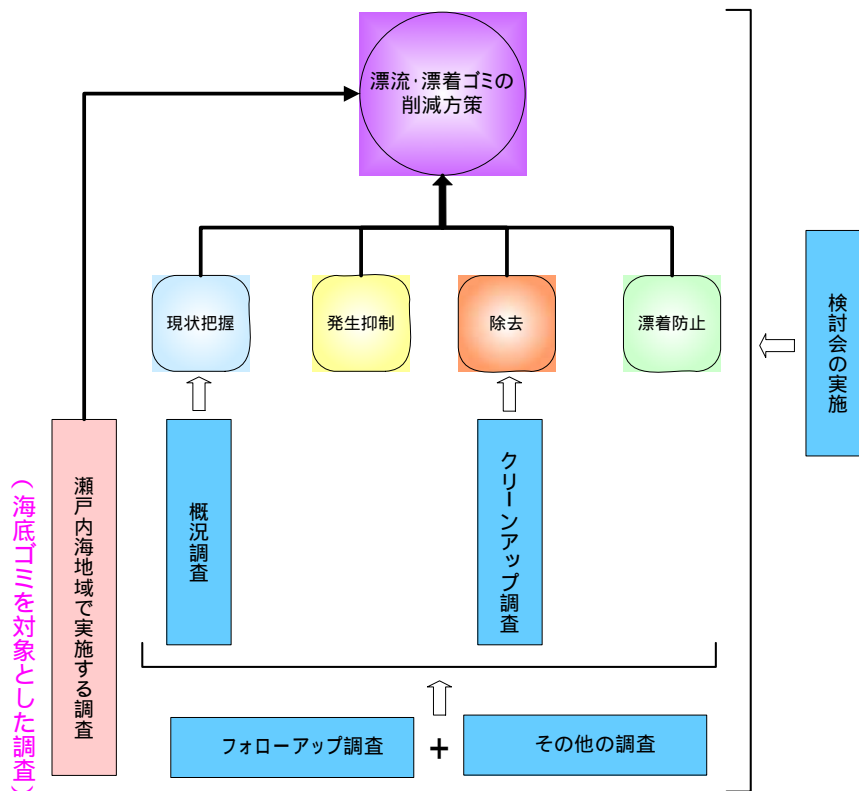 漂流・漂着ゴミの
削減方策
現状把握
発生抑制
除去
漂着防止
検討会の実施
概況調査
クリーンアップ調査
瀬戸内海地域で実施する調査
(海底ゴミを対象とした調査)
フォローアップ調査
+
その他の調査